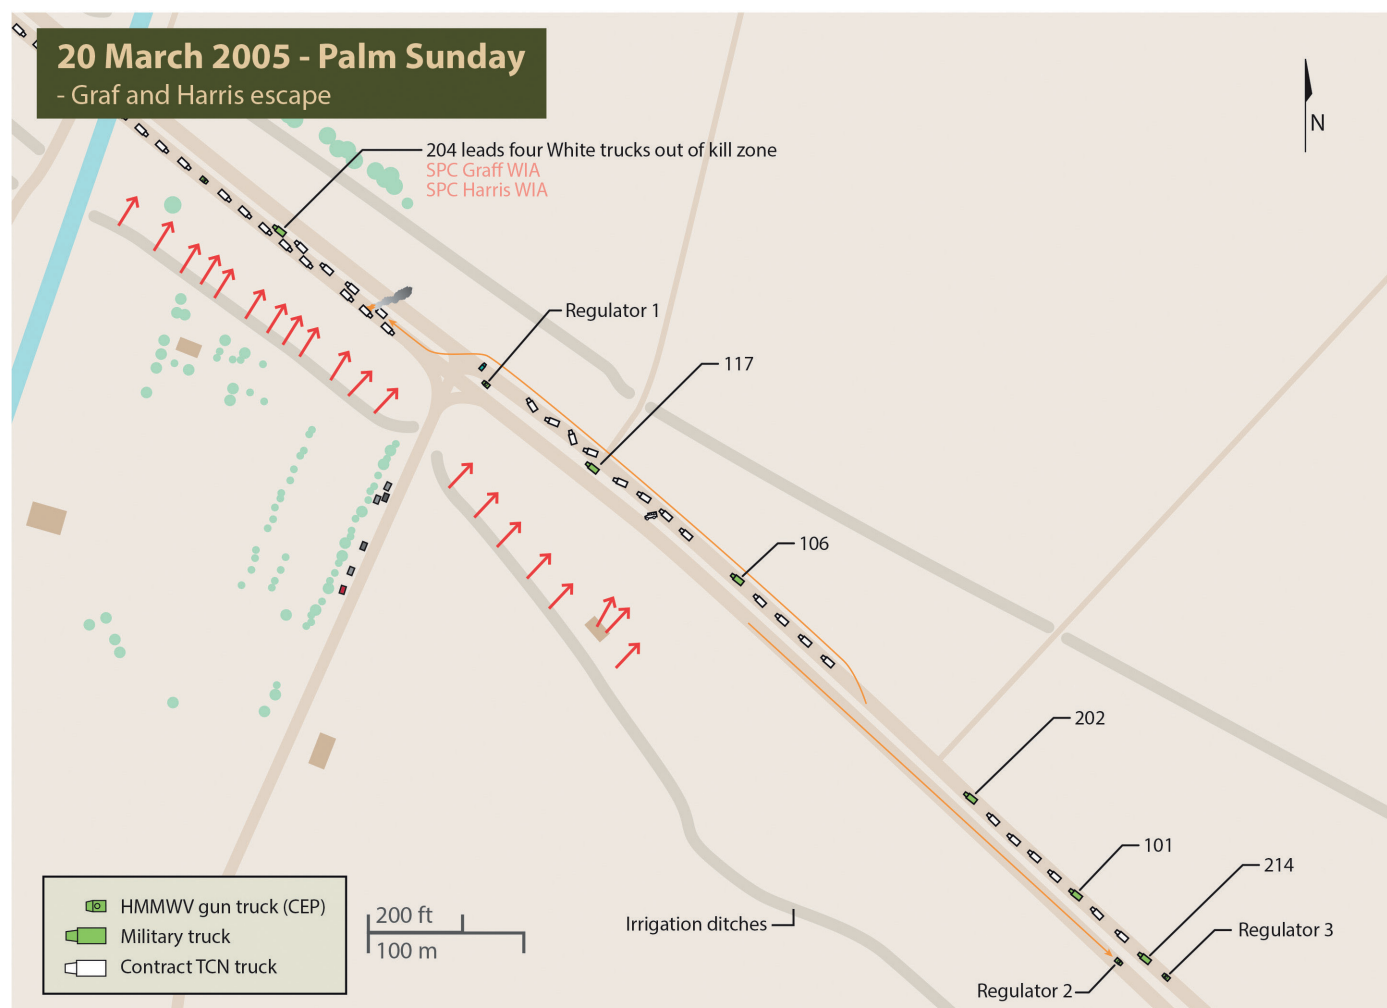 20 March 2005 - Palm Sunday
- Graf and Harris escape
N
204 leads four White trucks out of kill zone
SPC Graff WIA
SPC Harris WIA
Regulator 1
117
106
202
101
214
Regulator 3
Regulator 2
Irrigation ditches
HMMWV gun truck (CEP)
Military truck
Contract TCN truck
200 ft
100 m